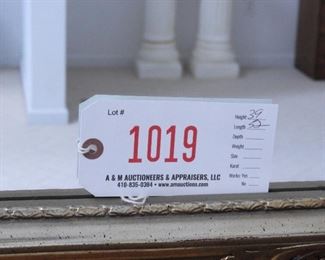 Lot #
1019
A & M AUCTIONEERS & APPRAISERS, LLC
410-835-0384 • www.amauctions.com
Height 39
Length
Depth
Weight
Size
Karat
Works: Yes
No